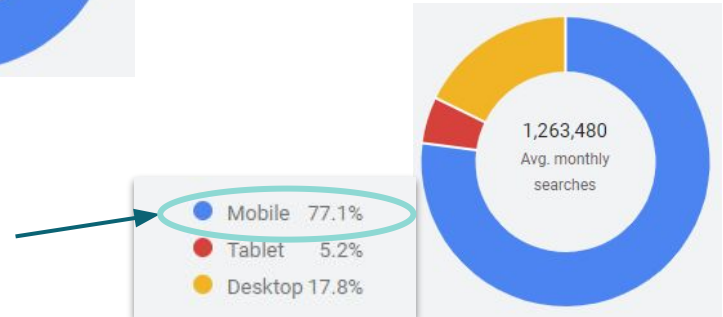 1,263,480
Avg. monthly
searches
Mobile 77.1%
Tablet 5.2%
Desktop 17.8%